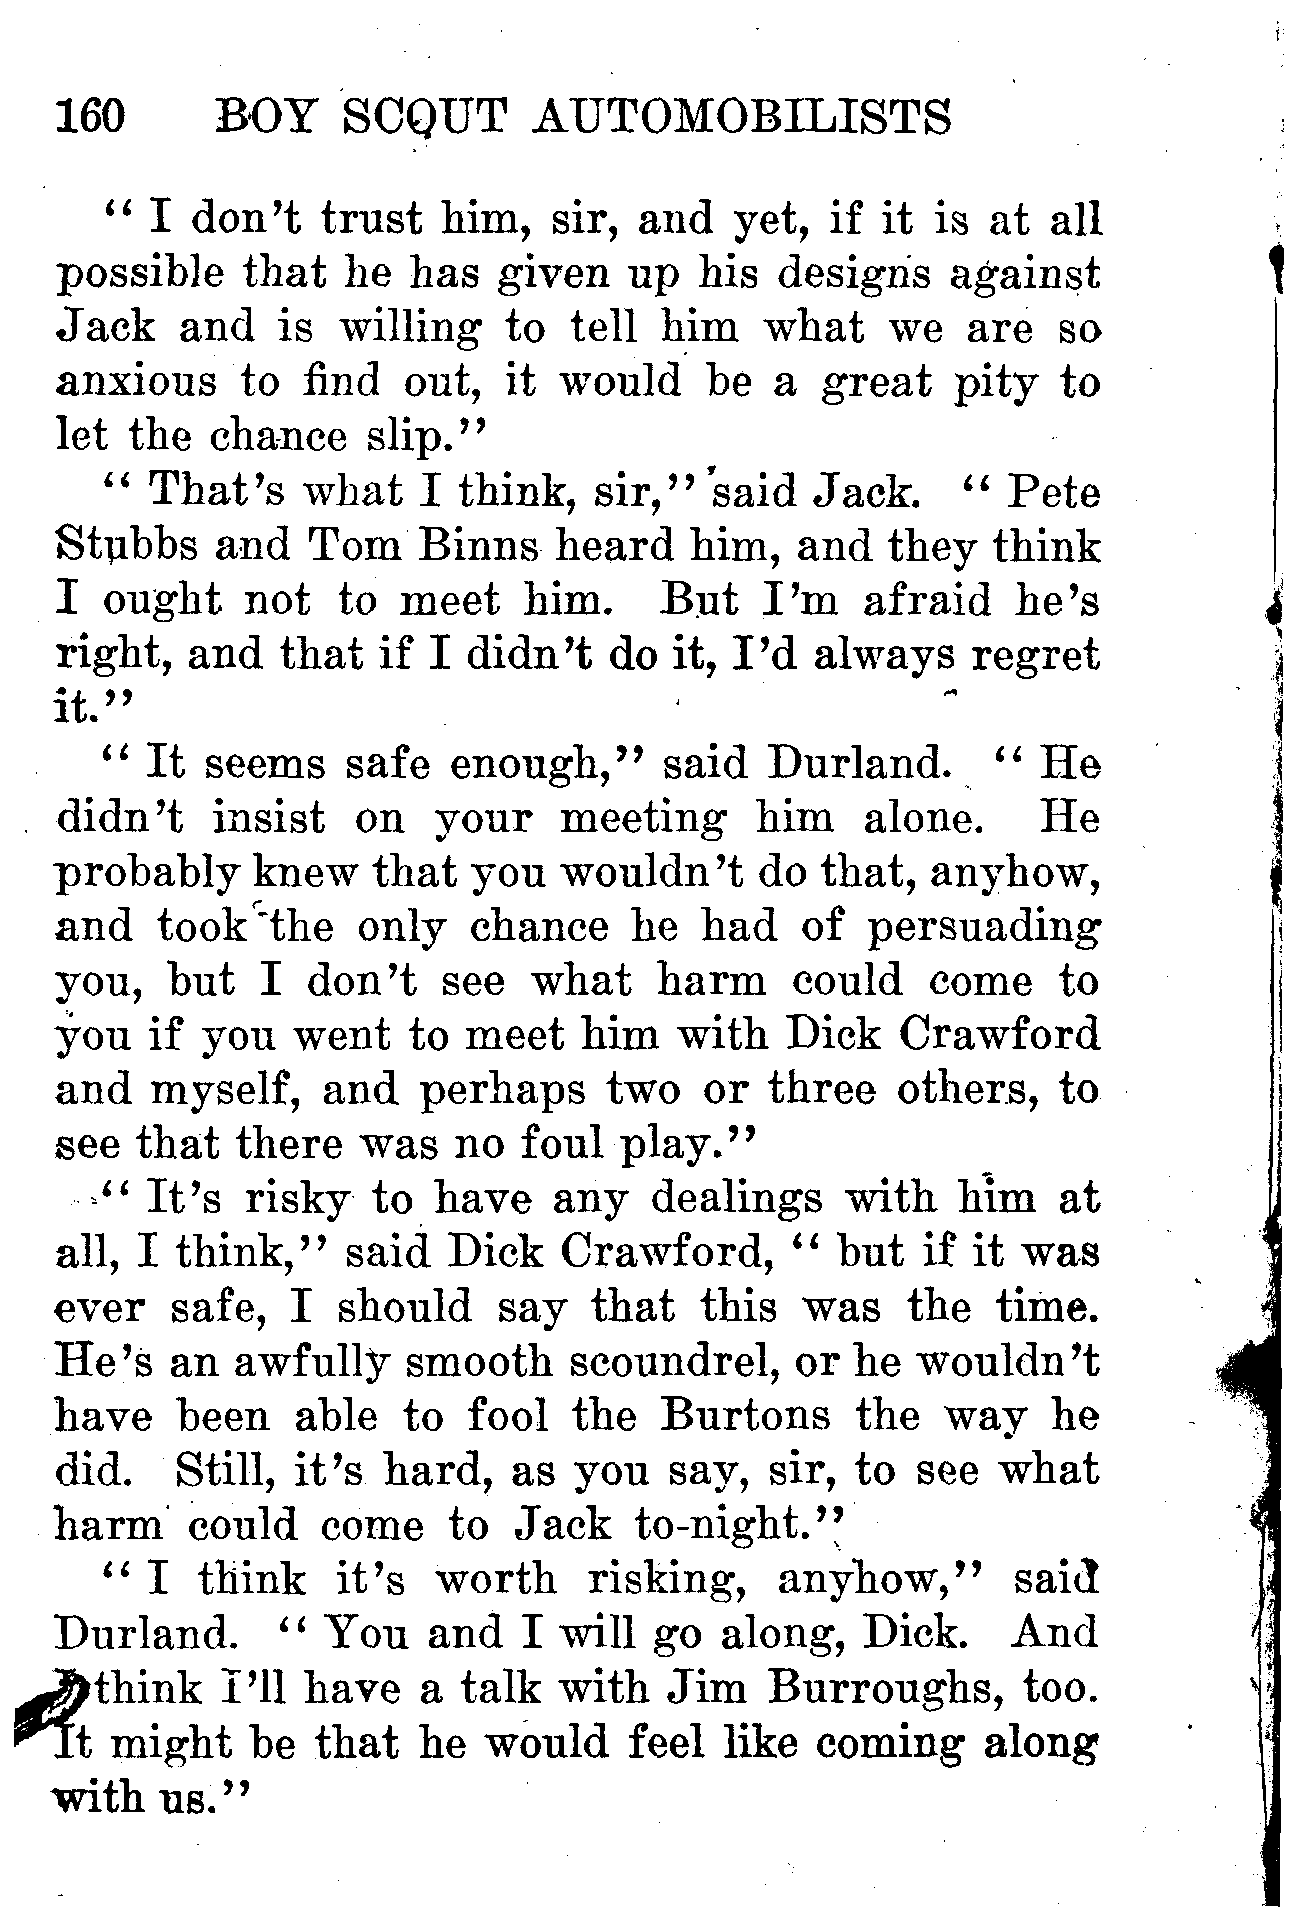 160 BOY SCOUT AUTOMOBILISTS
“ I don’t trust him, sir, and yet, if it is at all
possible that he has given up his designs against
Jack and is willing to tell him what we are so
anxious to find out, it would be a great pity to
let the chance slip.”
“ That’s what I think, sir,” said Jack. “ Pete
Stubbs and Tom Binns heard him, and they think
I ought not to meet him. But I’m afraid he’s
right, and that if I didn’t do it, I’d always regret
it.”
“ It seems safe enough,” said Durland. “ He
didn’t insist on your meeting him alone. He
probably knew that you wouldn’t do that, anyhow,
and took the only chance he had of persuading
you, but I don’t see what harm could come to
you if you went to meet him with Dick Crawford
and myself, and perhaps two or three others, to
see that there was no foul play.”
“ It’s risky to have any dealings with him at
all, I think,” said Dick Crawford, “ but if it was
ever safe, I should say that this was the time.
He’s an awfully smooth scoundrel, or he wouldn’t
have been able to fool the Burtons the way he
did. Still, it’s hard, as you say, sir, to see what
harm could come to Jack to-night.”
“ I think it’s worth risking, anyhow,” said
Durland. “ You and I will go along, Dick. And
think I’ll have a talk with Jim Burroughs, too.
It might be that he would feel like coming along
with us.”